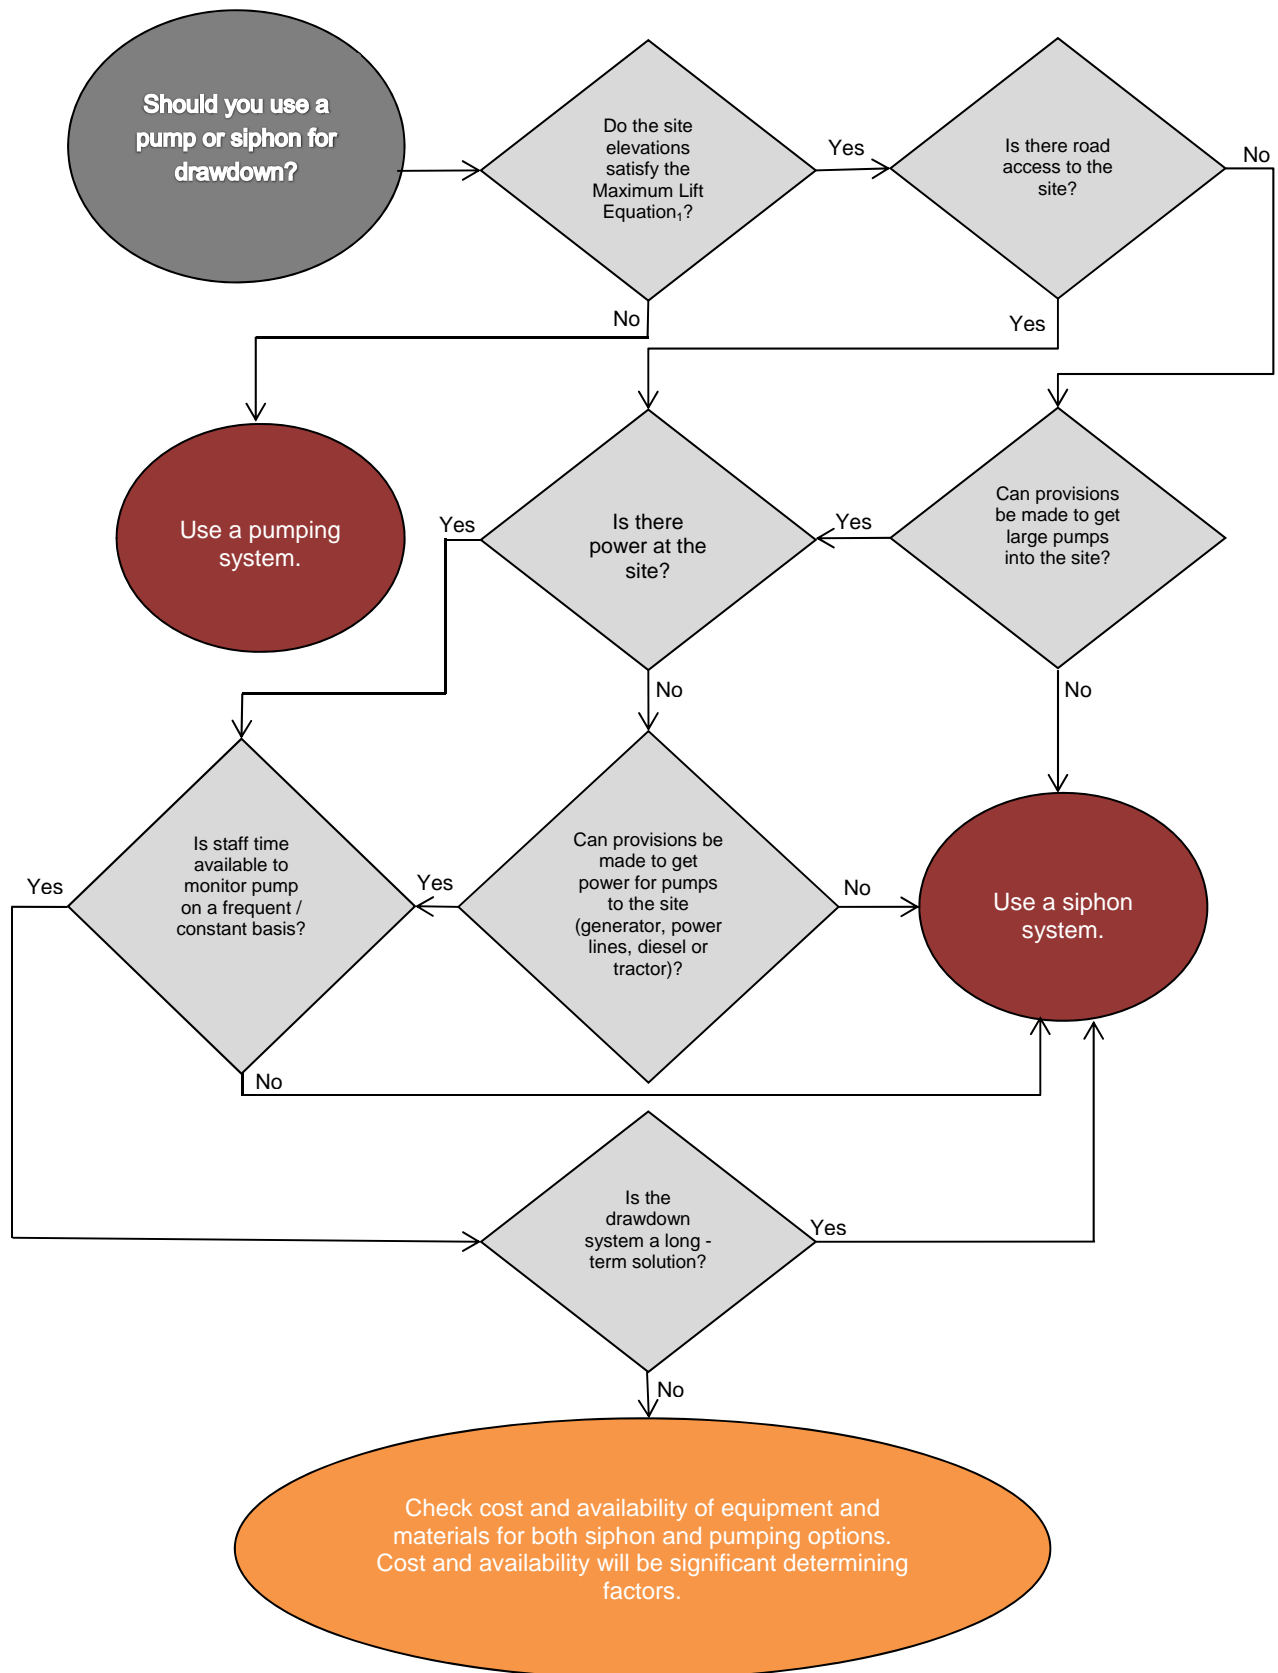 Should you use a
pump or siphon for
drawdown?
Do the site
elevations
satisfy the
Maximum Lift
Equation₁?
Yes
Is there road
access to the
site?
No
No
Yes
Use a pumping
system.
Yes
Is there
power at the
site?
Yes
Can provisions
be made to get
large pumps
into the site?
No
No
Is staff time
available to
monitor pump
on a frequent /
constant basis?
Yes
Yes
Can provisions be
made to get
power for pumps
to the site
(generator, power
lines, diesel or
tractor)?
No
Use a siphon
system.
No
Is the
drawdown
system a long -
term solution?
Yes
No
Check cost and availability of equipment and
materials for both siphon and pumping options.
Cost and availability will be significant determining
factors.